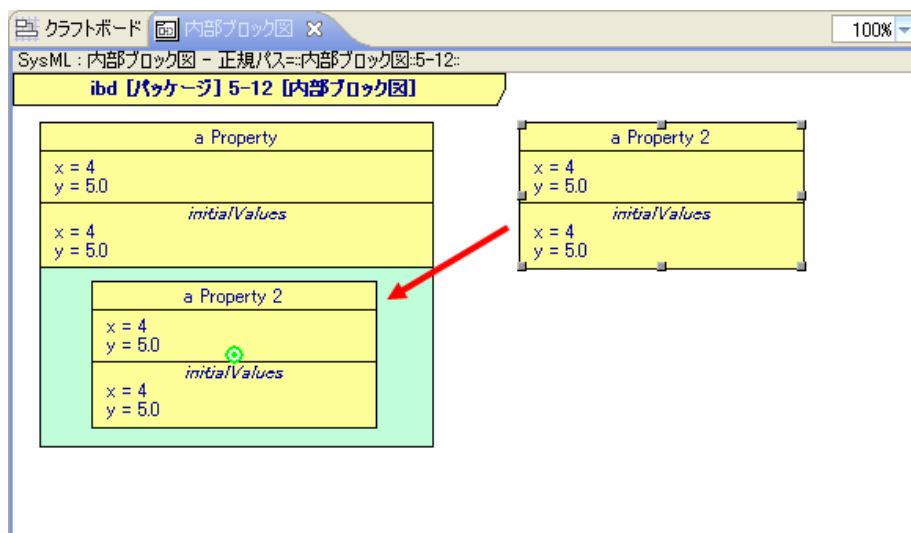 クラフトボード 内部ブロック図 100%
SysML : 内部ブロック図 - 正規パス=::内部ブロック図::5-12::
ibd [パッケージ] 5-12 [内部ブロック図]
a Property
x = 4
y = 5.0
initialValues
x = 4
y = 5.0
a Property 2
x = 4
y = 5.0
initialValues
x = 4
y = 5.0
a Property 2
x = 4
y = 5.0
initialValues
x = 4
y = 5.0